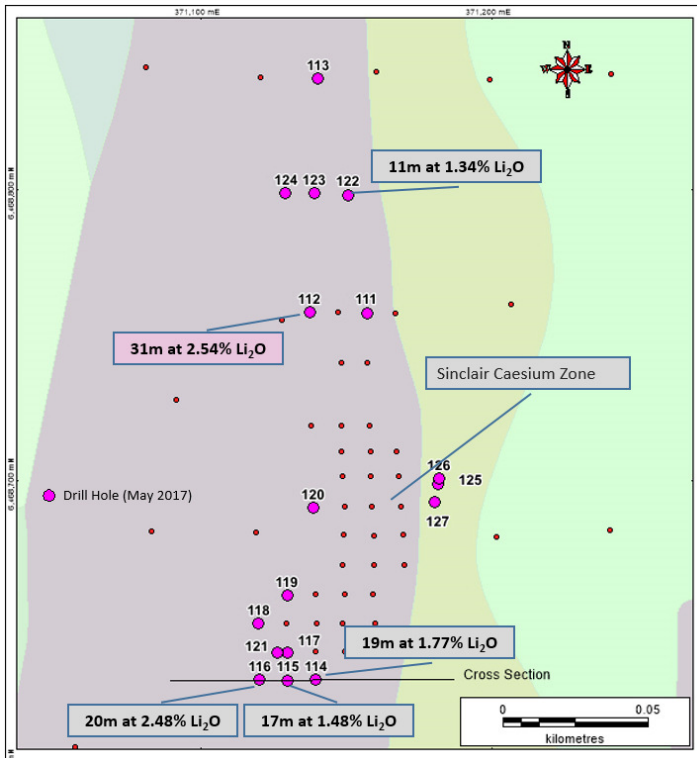 371,100 mE 371,200 mE
N
W E
S
113
11m at 1.34% Li₂O
124 123 122
6,468,800 mN
112 111
31m at 2.54% Li₂O
Sinclair Caesium Zone
126
125
6,468,700 mN
Drill Hole (May 2017)
120
127
119
118
19m at 1.77% Li₂O
121 117
116 115 114
Cross Section
20m at 2.48% Li₂O 17m at 1.48% Li₂O
0 0.05
kilometres